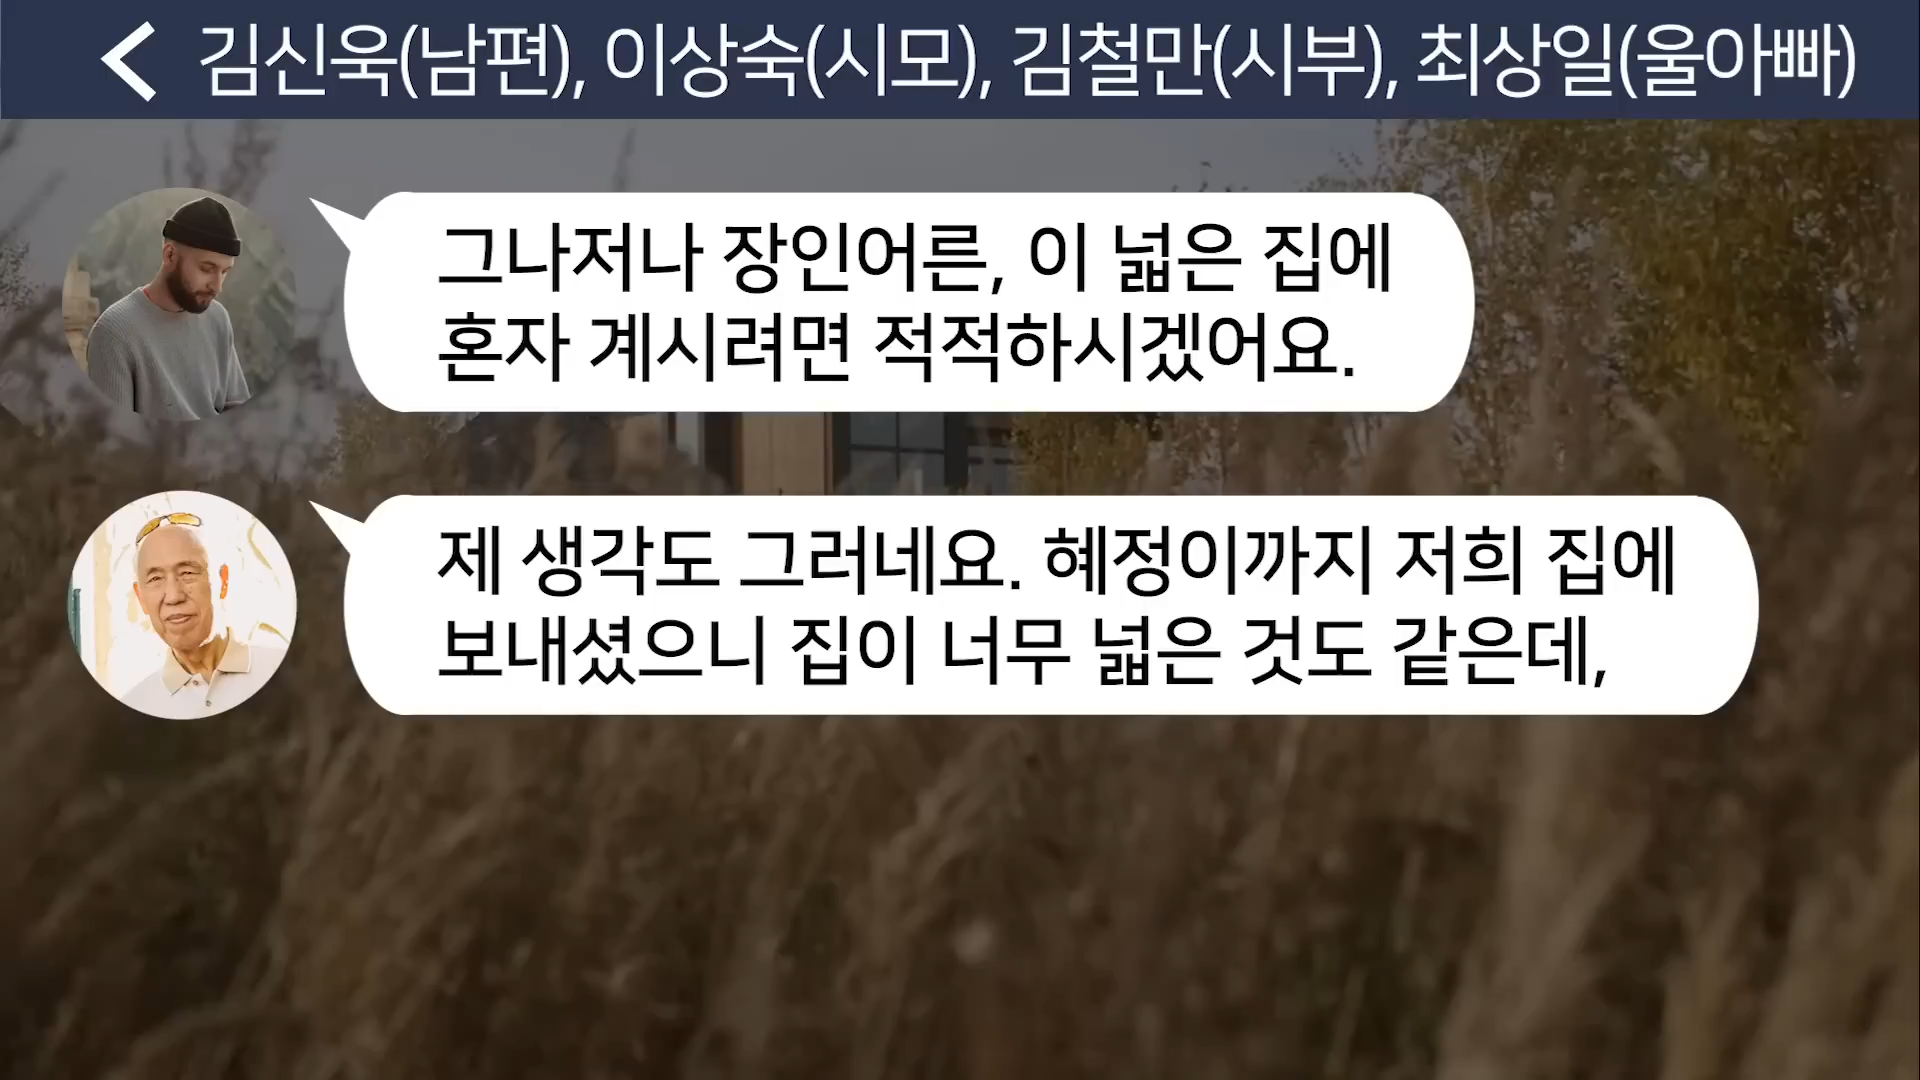 김신욱(남편), 이상숙(시모), 김철만(시부), 최상일(울아빠)
그나저나 장인어른, 이 넓은 집에
혼자 계시려면 적적하시겠어요.
제 생각도 그러네요. 혜정이까지 저희 집에
보내셨으니 집이 너무 넓은 것도 같은데,